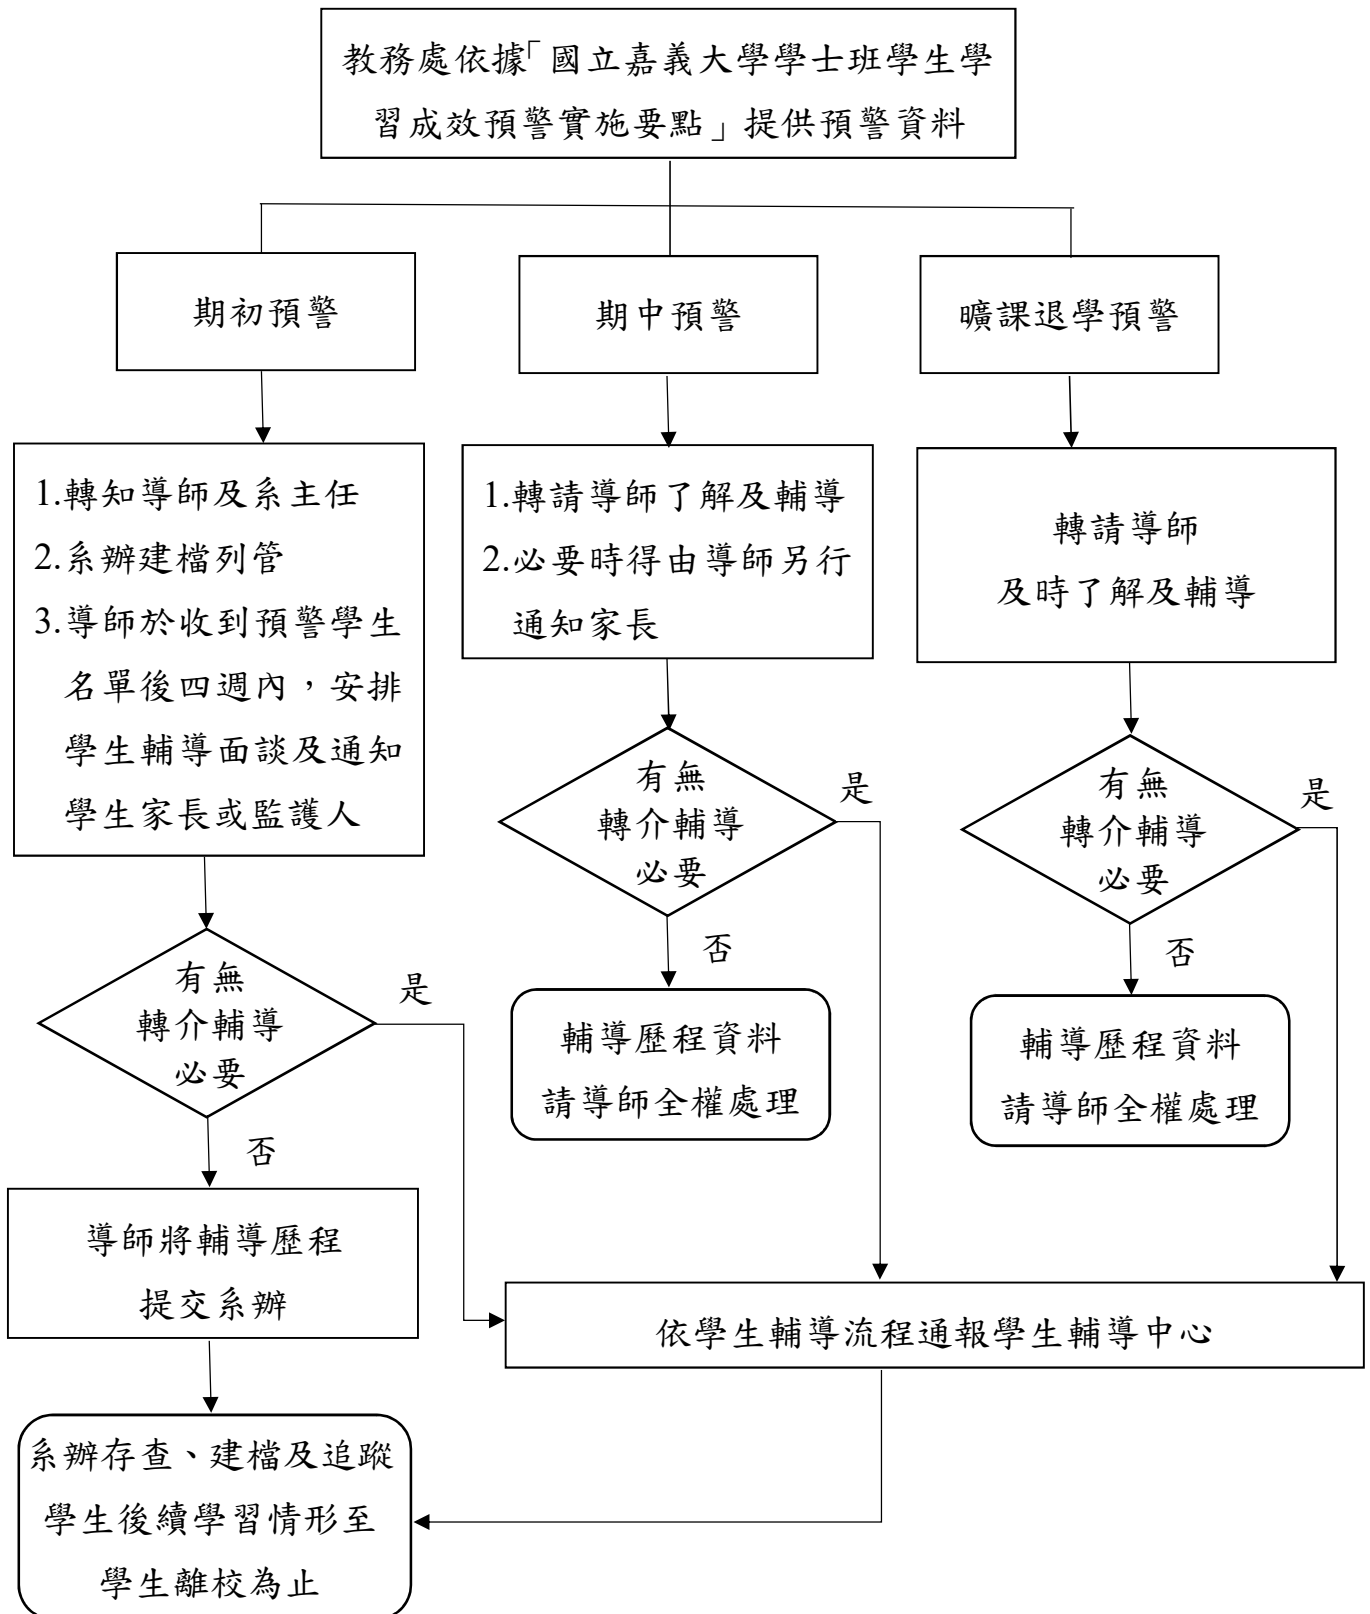 教務處依據「國立嘉義大學學士班學生學
習成效預警實施要點」提供預警資料
期初預警
期中預警
曠課退學預警
1.轉知導師及系主任
2.系辦建檔列管
3.導師於收到預警學生
名單後四週內，安排
學生輔導面談及通知
學生家長或監護人
1.轉請導師了解及輔導
2.必要時得由導師另行
通知家長
轉請導師
及時了解及輔導
有無
轉介輔導
必要
是
否
有無
轉介輔導
必要
是
否
有無
轉介輔導
必要
是
否
輔導歷程資料
請導師全權處理
輔導歷程資料
請導師全權處理
導師將輔導歷程
提交系辦
依學生輔導流程通報學生輔導中心
系辦存查、建檔及追蹤
學生後續學習情形至
學生離校為止